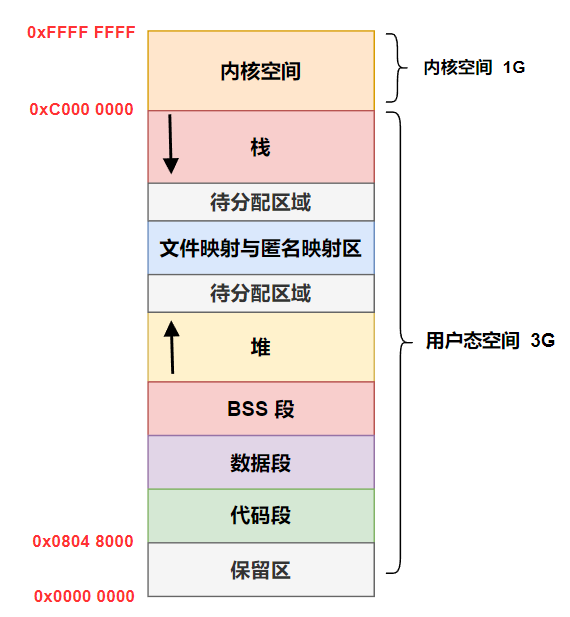 0xFFFF FFFF
内核空间
内核空间 1G
0xC000 0000
栈
待分配区域
文件映射与匿名映射区
待分配区域
堆
用户态空间 3G
BSS 段
数据段
代码段
0x0804 8000
保留区
0x0000 0000